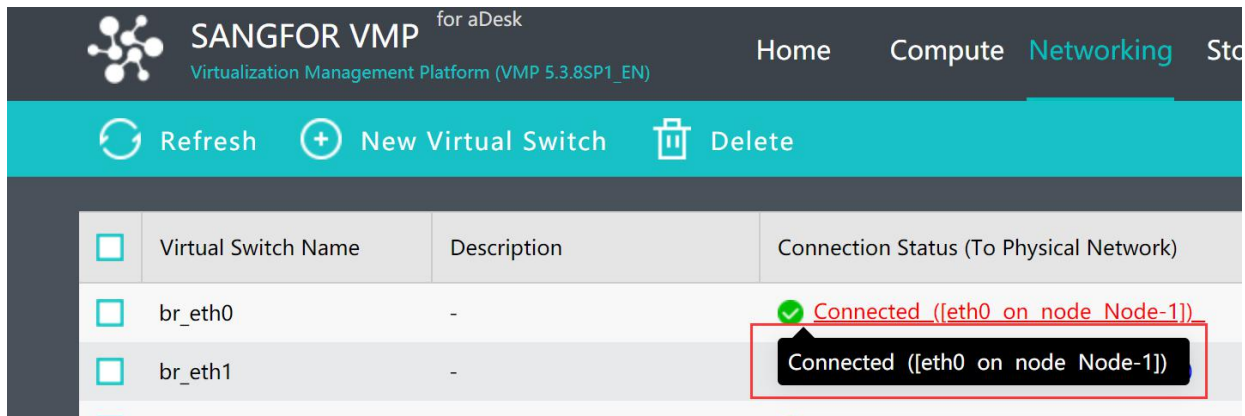 SANGFOR VMP for aDesk
Virtualization Management Platform (VMP 5.3.8SP1_EN)
Home Compute Networking
Refresh New Virtual Switch Delete
Virtual Switch Name Description Connection Status (To Physical Network)
br_eth0 - Connected ([eth0 on node Node-1])
Connected ([eth0 on node Node-1])
br_eth1 -